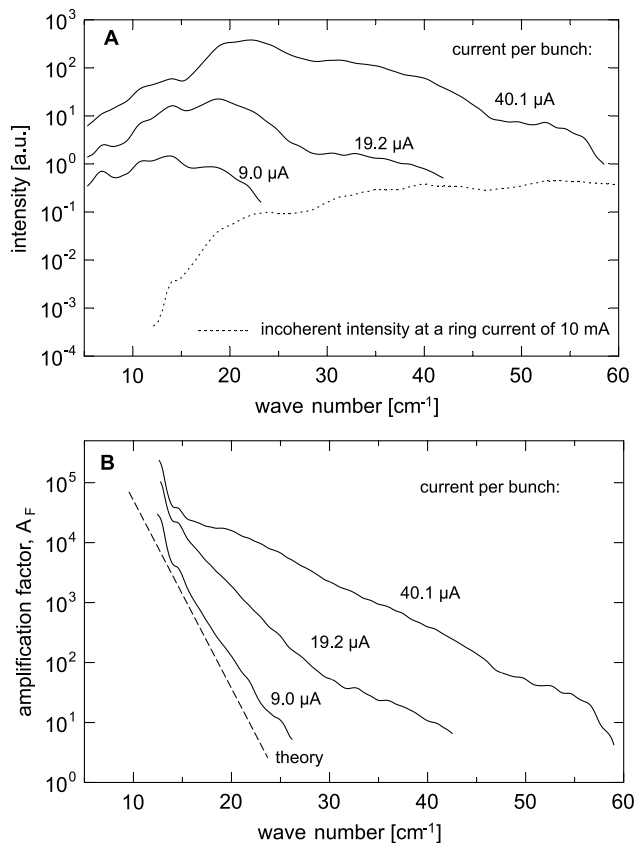 A
current per bunch:
10³
10²
10¹
10⁰
10⁻¹
10⁻²
10⁻³
10⁻⁴
intensity [a.u.]
40.1 µA
19.2 µA
9.0 µA
incoherent intensity at a ring current of 10 mA
10 20 30 40 50 60
wave number [cm⁻¹]
B
current per bunch:
10⁵
10⁴
10³
10²
10¹
10⁰
amplification factor, A_F
40.1 µA
19.2 µA
9.0 µA
theory
10 20 30 40 50 60
wave number [cm⁻¹]